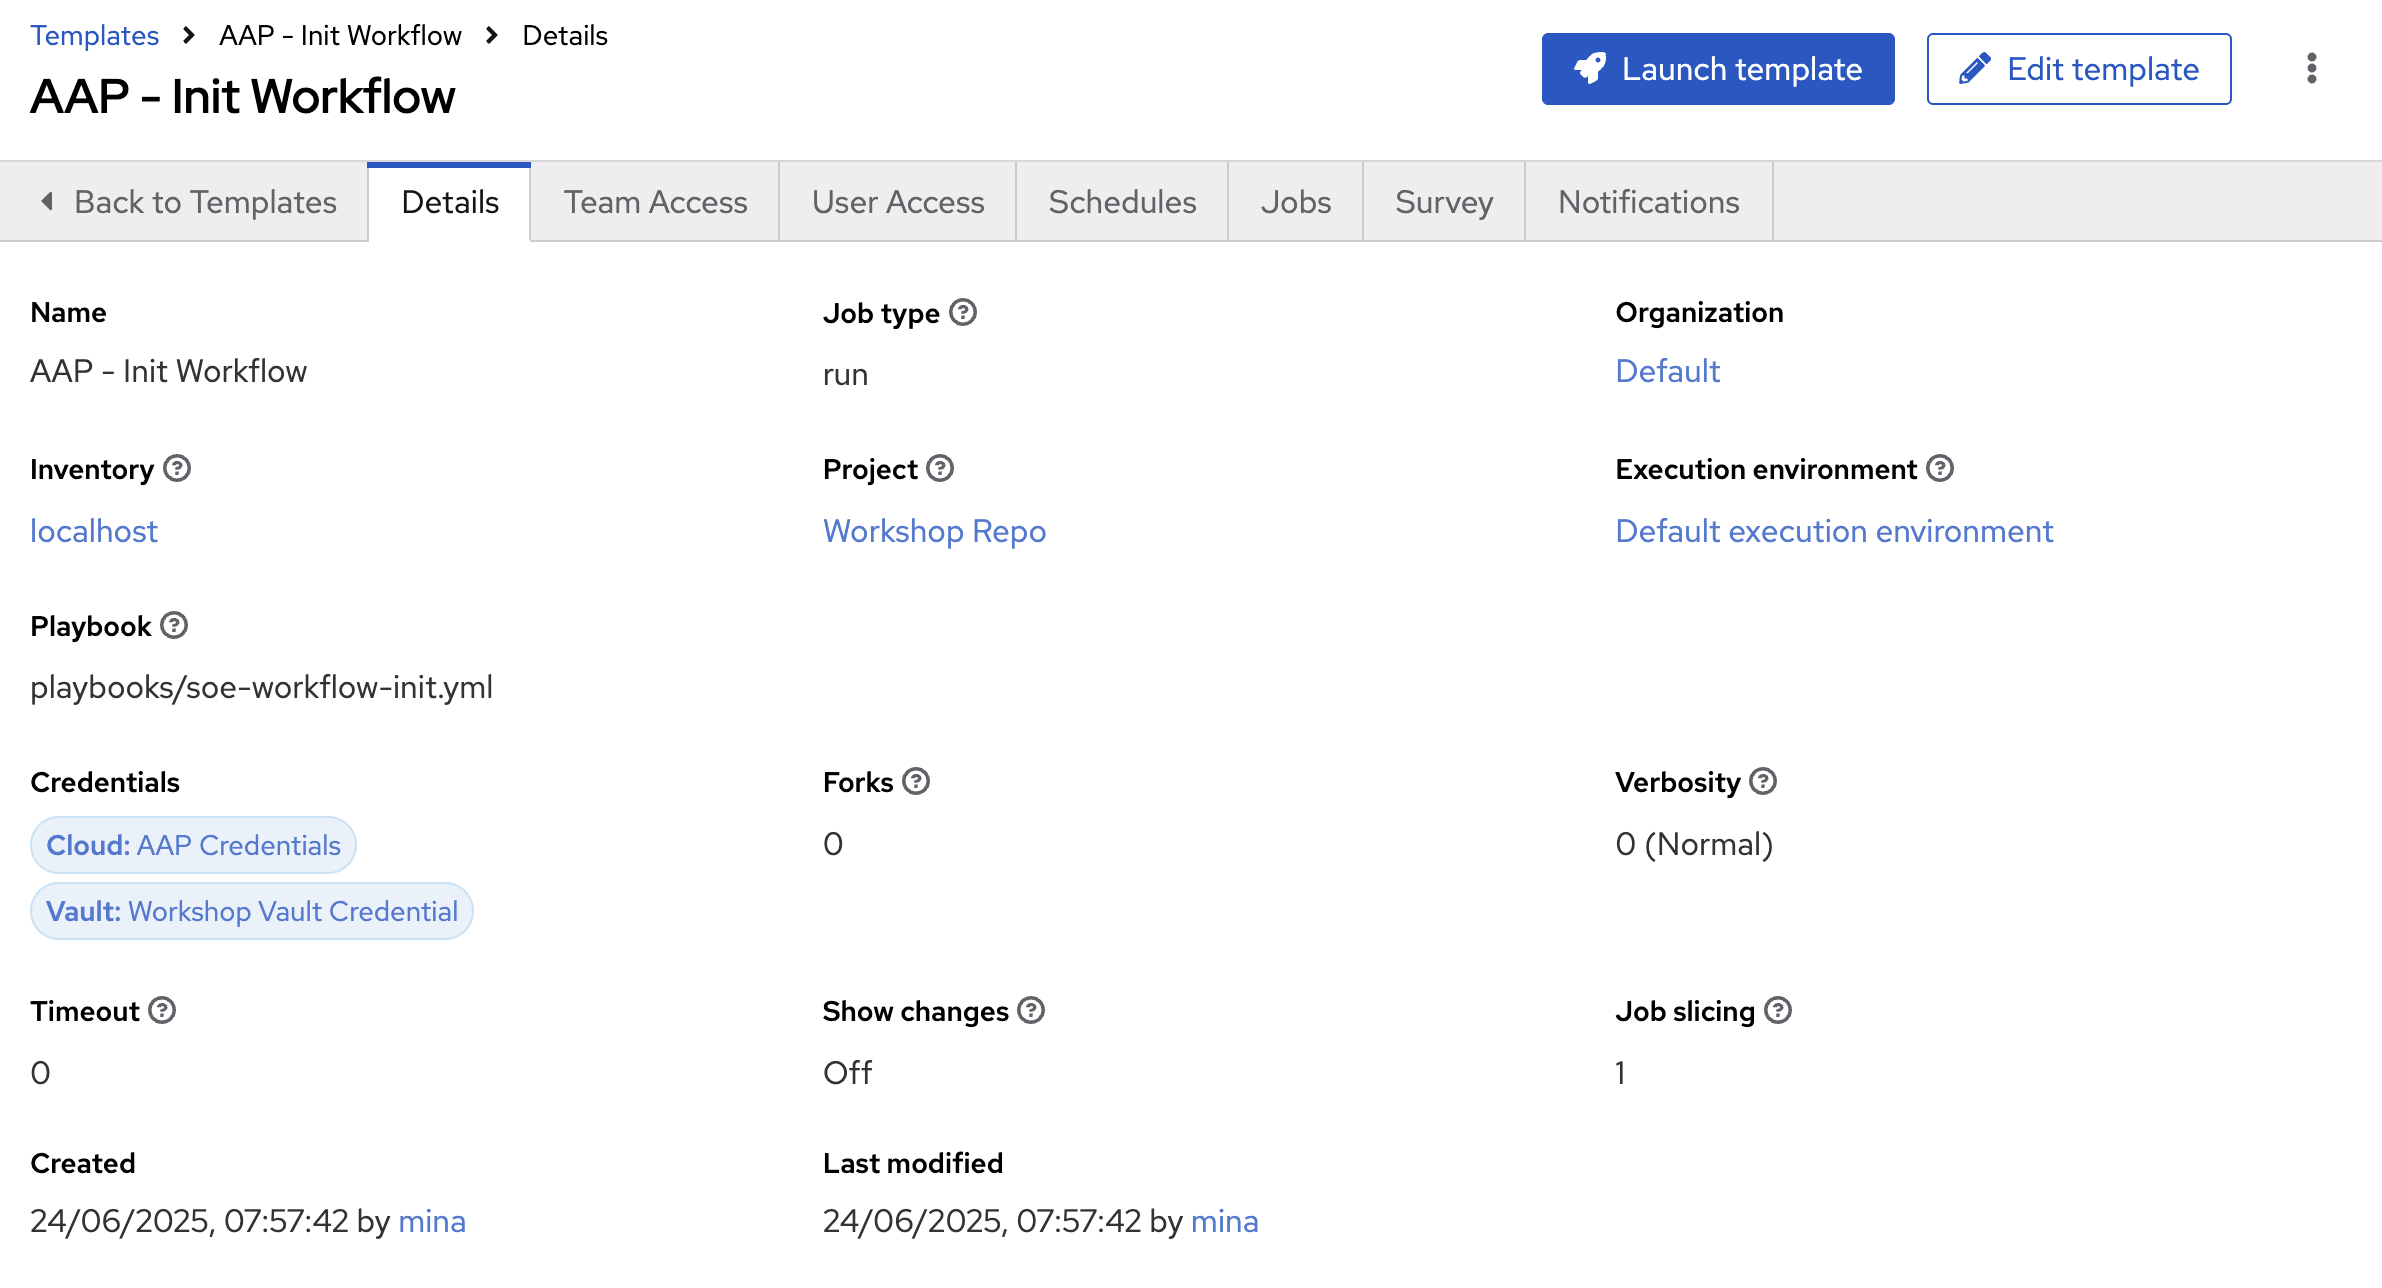 Templates > AAP - Init Workflow > Details
AAP - Init Workflow
Launch template
Edit template
Back to Templates
Details
Team Access
User Access
Schedules
Jobs
Survey
Notifications
Name
AAP - Init Workflow
Job type
run
Organization
Default
Inventory
localhost
Project
Workshop Repo
Execution environment
Default execution environment
Playbook
playbooks/soe-workflow-init.yml
Credentials
Cloud: AAP Credentials
Vault: Workshop Vault Credential
Forks
0
Verbosity
0 (Normal)
Timeout
0
Show changes
Off
Job slicing
1
Created
24/06/2025, 07:57:42 by mina
Last modified
24/06/2025, 07:57:42 by mina